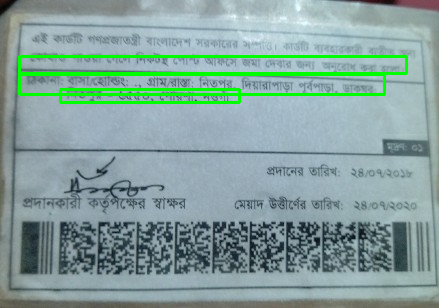 এই কার্ডটি গণপ্রজাতন্ত্রী বাংলাদেশ সরকারের সম্পত্তি। কার্ডটি ব্যবহারকারী ব্যতীত অন্য
কোথাও পাওয়া গেলে নিকটস্থ পোস্ট অফিসে জমা দেবার জন্য অনুরোধ করা হলো।
ঠিকানা: বাসা/হোল্ডিং: ., গ্রাম/রাস্তা: নিতপুর, দিয়ারাপাড়া পূর্বপাড়া, ডাকঘর:
নিতপুর - ৬৫৫০, পোরশা, নওগাঁ
মুদ্রণ: ০১
প্রদানের তারিখ: ২৪/০৭/২০১৮
প্রদানকারী কর্তৃপক্ষের স্বাক্ষর
মেয়াদ উত্তীর্ণের তারিখ: ২৪/০৭/২০২০